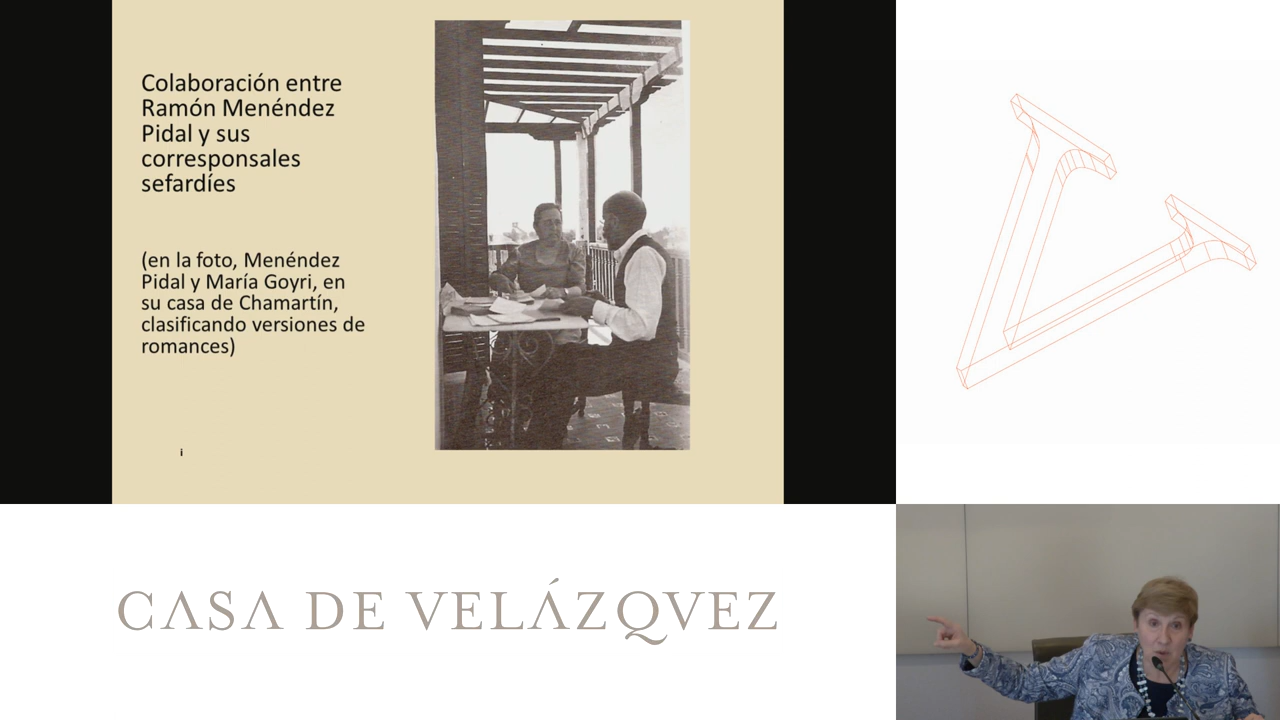 Colaboración entre
Ramón Menéndez
Pidal y sus
corresponsales
sefardíes
(en la foto, Menéndez
Pidal y María Goyri, en
su casa de Chamartín,
clasificando versiones de
romances)
i
CASA DE VELÁZQVEZ